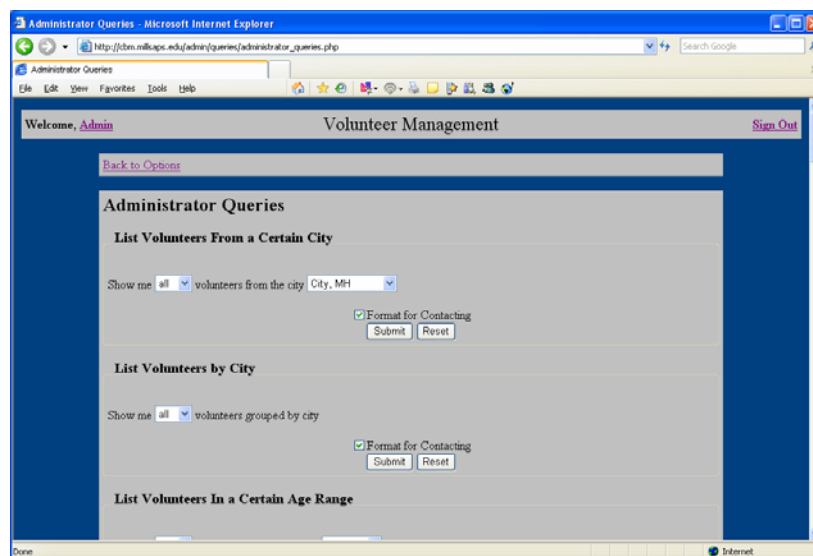 Administrator Queries - Microsoft Internet Explorer
http://cbm.millsaps.edu/admin/queries/administrator_queries.php
Search Google
Administrator Queries
File Edit View Favorites Tools Help
Welcome, Admin Volunteer Management Sign Out
Back to Options
Administrator Queries
List Volunteers From a Certain City
Show me all volunteers from the city City, MH
Format for Contacting
Submit Reset
List Volunteers by City
Show me all volunteers grouped by city
Format for Contacting
Submit Reset
List Volunteers In a Certain Age Range
Done Internet